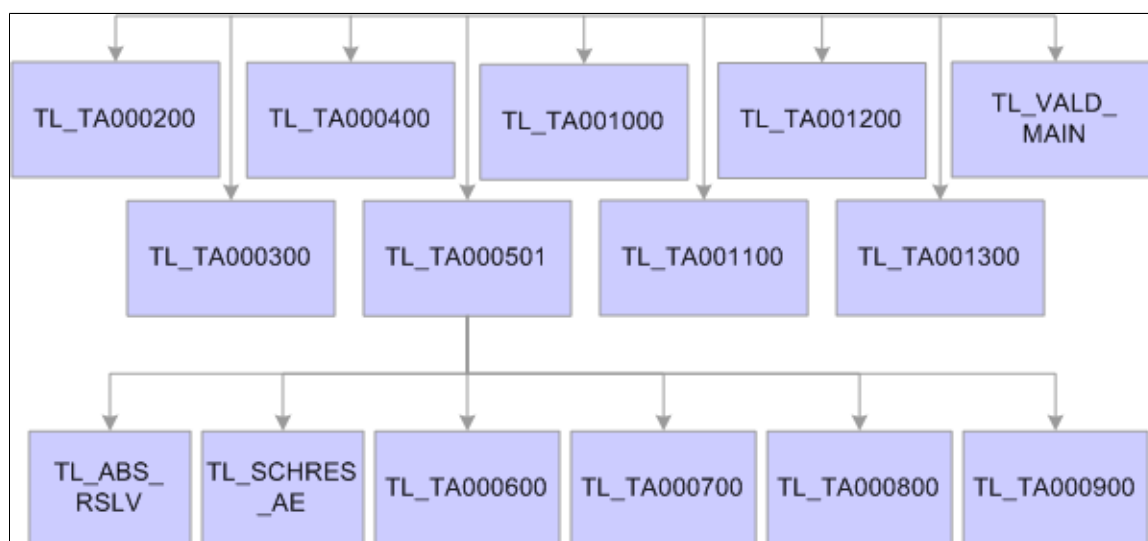 TL_TA000200
TL_TA000400
TL_TA001000
TL_TA001200
TL_VALD_
MAIN
TL_TA000300
TL_TA000501
TL_TA001100
TL_TA001300
TL_ABS_
RSLV
TL_SCHRES
_AE
TL_TA000600
TL_TA000700
TL_TA000800
TL_TA000900